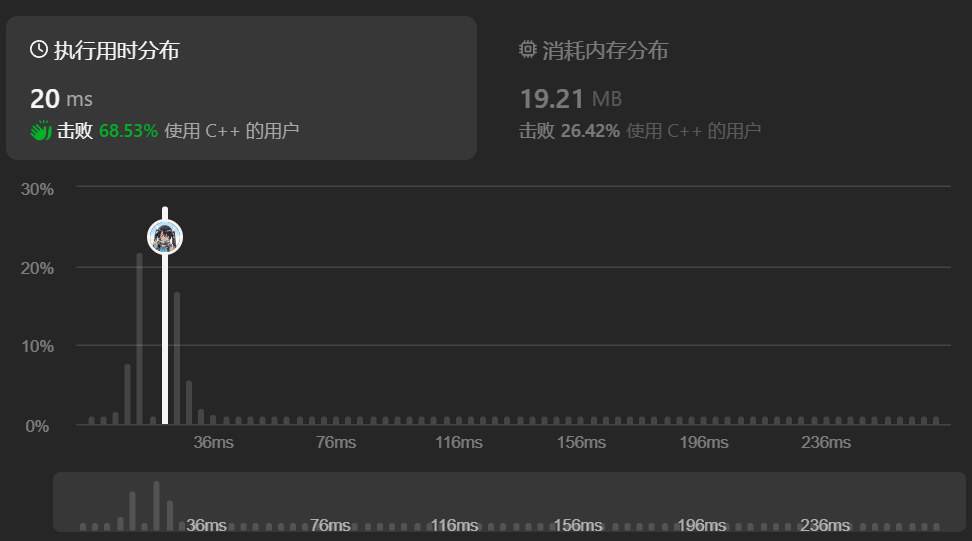 执行用时分布
20 ms
击败 68.53% 使用 C++ 的用户
消耗内存分布
19.21 MB
击败 26.42% 使用 C++ 的用户
30%
20%
10%
0%
36ms 76ms 116ms 156ms 196ms 236ms
36ms 76ms 116ms 156ms 196ms 236ms